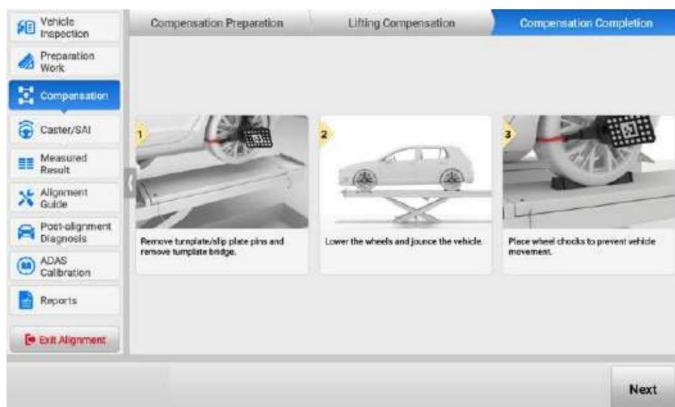 Vehicle
Inspection
Preparation
Work
Compensation
Caster/SAI
Measured
Result
Alignment
Guide
Post-alignment
Diagnosis
ADAS
Calibration
Reports
Exit Alignment
Compensation Preparation
Lifting Compensation
Compensation Completion
1
Remove turnplate/slip plate pins and
remove turnplate bridge.
2
Lower the wheels and jounce the vehicle.
3
Place wheel chocks to prevent vehicle
movement.
Next